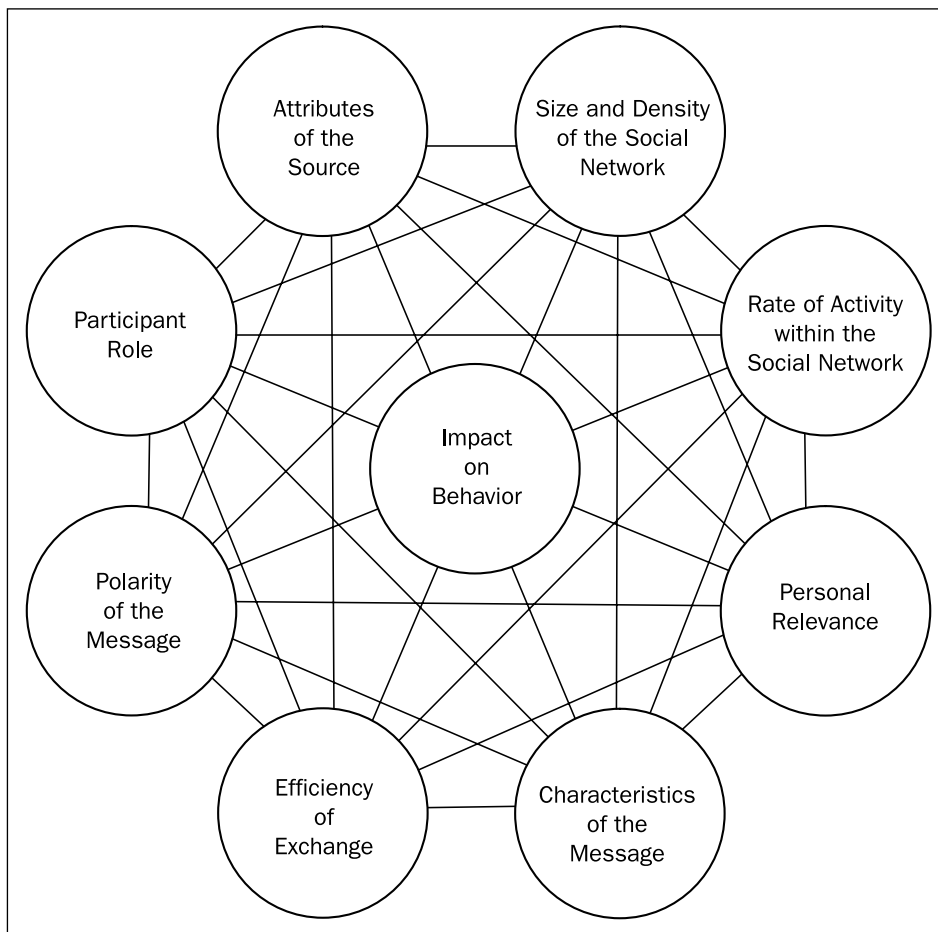 Attributes
of the
Source
Size and Density
of the Social
Network
Participant
Role
Rate of Activity
within the
Social Network
Impact
on
Behavior
Polarity
of the
Message
Personal
Relevance
Efficiency
of
Exchange
Characteristics
of the
Message